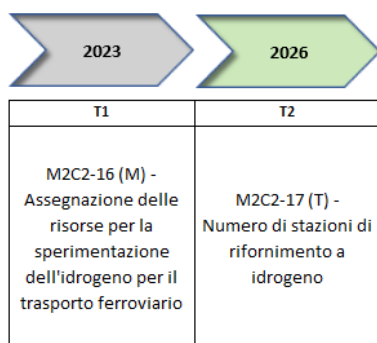 2023
2026
T1
T2
M2C2-16 (M) -
Assegnazione delle
risorse per la
sperimentazione
dell'idrogeno per il
trasporto ferroviario
M2C2-17 (T) -
Numero di stazioni di
rifornimento a
idrogeno